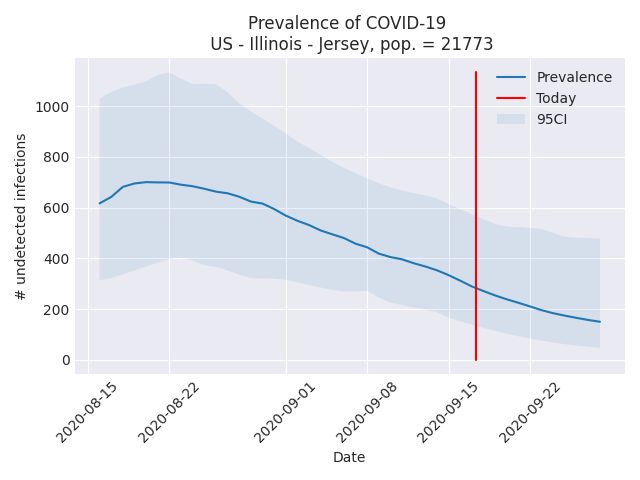 Prevalence of COVID-19
US - Illinois - Jersey, pop. = 21773
Prevalence
Today
95CI
# undetected infections
1000
800
600
400
200
0
2020-08-15
2020-08-22
2020-09-01
2020-09-08
2020-09-15
2020-09-22
Date